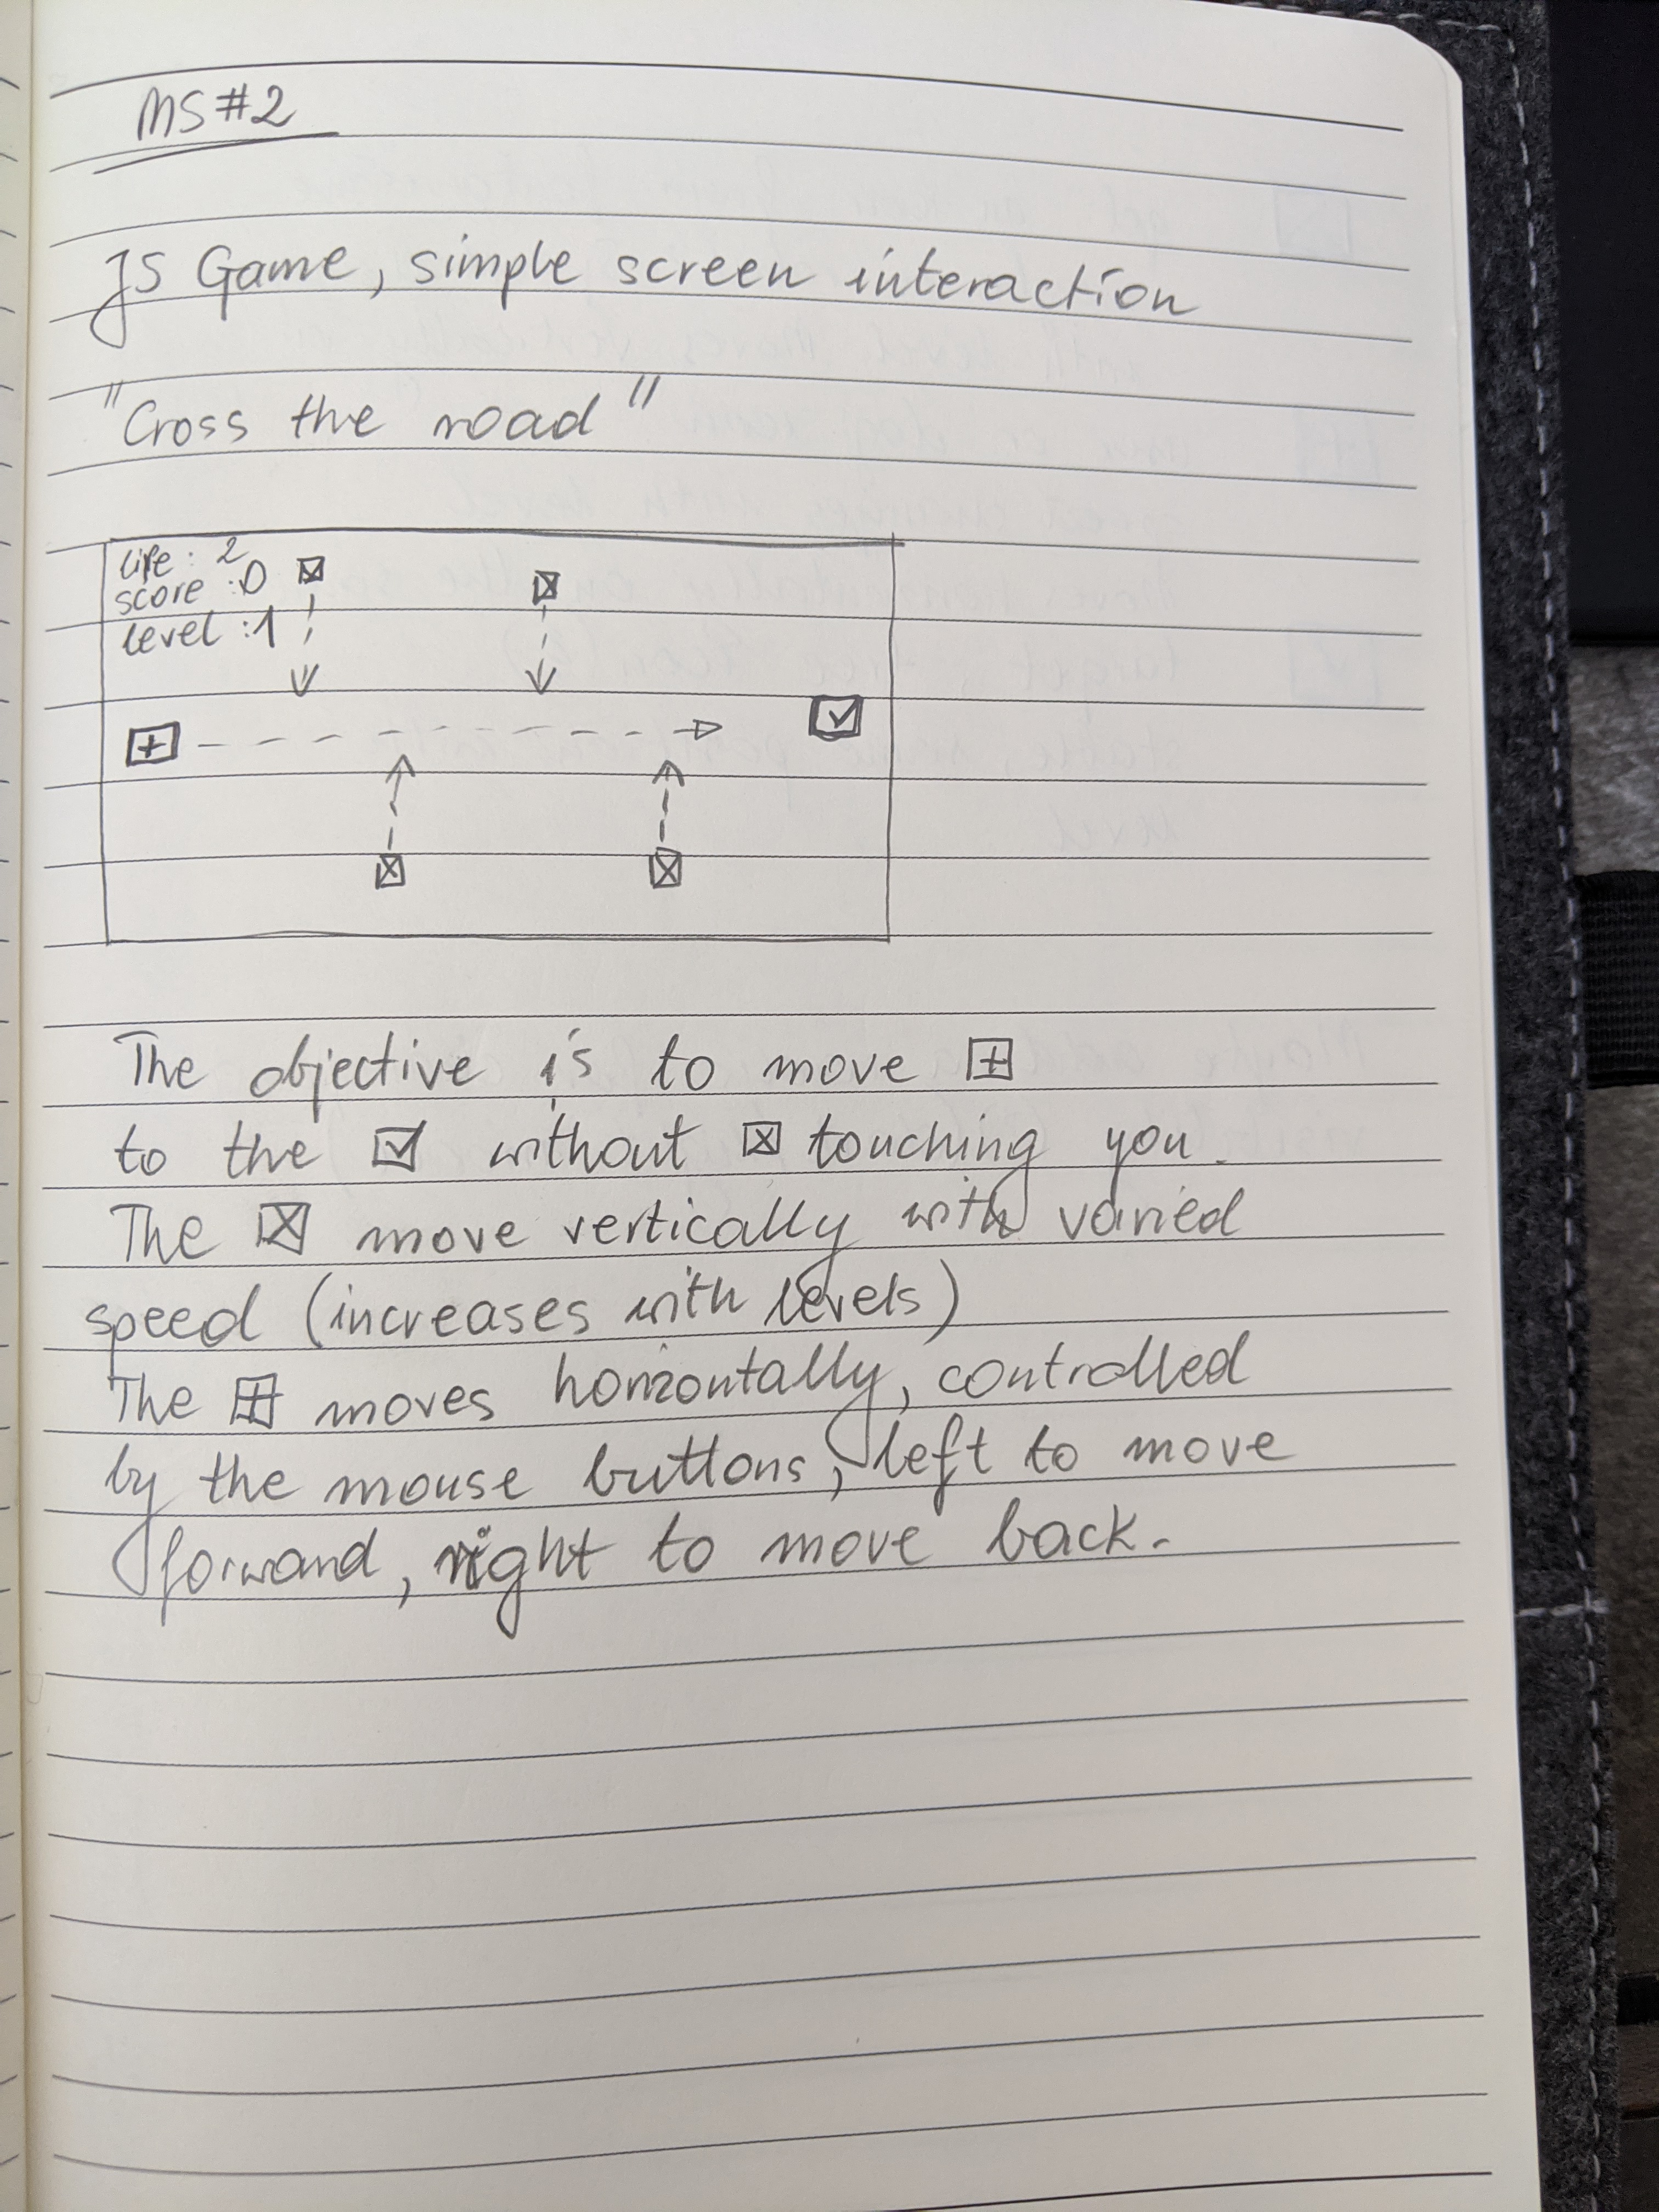 MS#2
JS Game, simple screen interaction
"Cross the road"
life: 2
score: 0
level: 1
The objective is to move ⊞
to the ☑ without ☒ touching you.
The ☒ move vertically with varied
speed (increases with levels)
The ⊞ moves horizontally, controlled
by the mouse buttons, left to move
forward, right to move back.